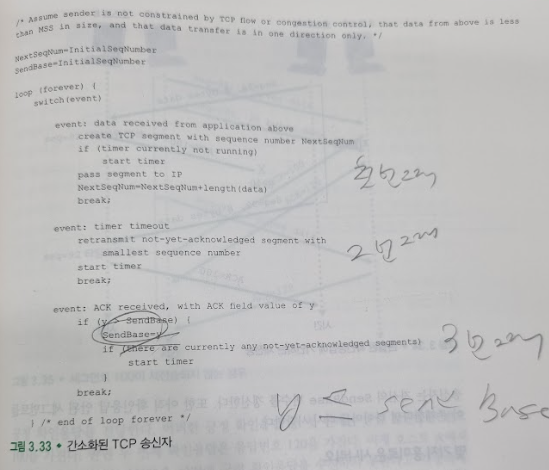 /* Assume sender is not constrained by TCP flow or congestion control, that data from above is less
than MSS in size, and that data transfer is in one direction only. */
NextSeqNum=InitialSeqNumber
SendBase=InitialSeqNumber
loop (forever) {
switch(event)
event: data received from application above
create TCP segment with sequence number NextSeqNum
if (timer currently not running)
start timer
pass segment to IP
NextSeqNum=NextSeqNum+length(data)
break;
event: timer timeout
retransmit not-yet-acknowledged segment with
smallest sequence number
start timer
break;
event: ACK received, with ACK field value of y
if (y > SendBase) {
SendBase=y
if (there are currently any not-yet-acknowledged segments)
start timer
}
break;
} /* end of loop forever */
2번째
3번째
y ≤ send Base
그림 3.33 ◆ 간소화된 TCP 송신자